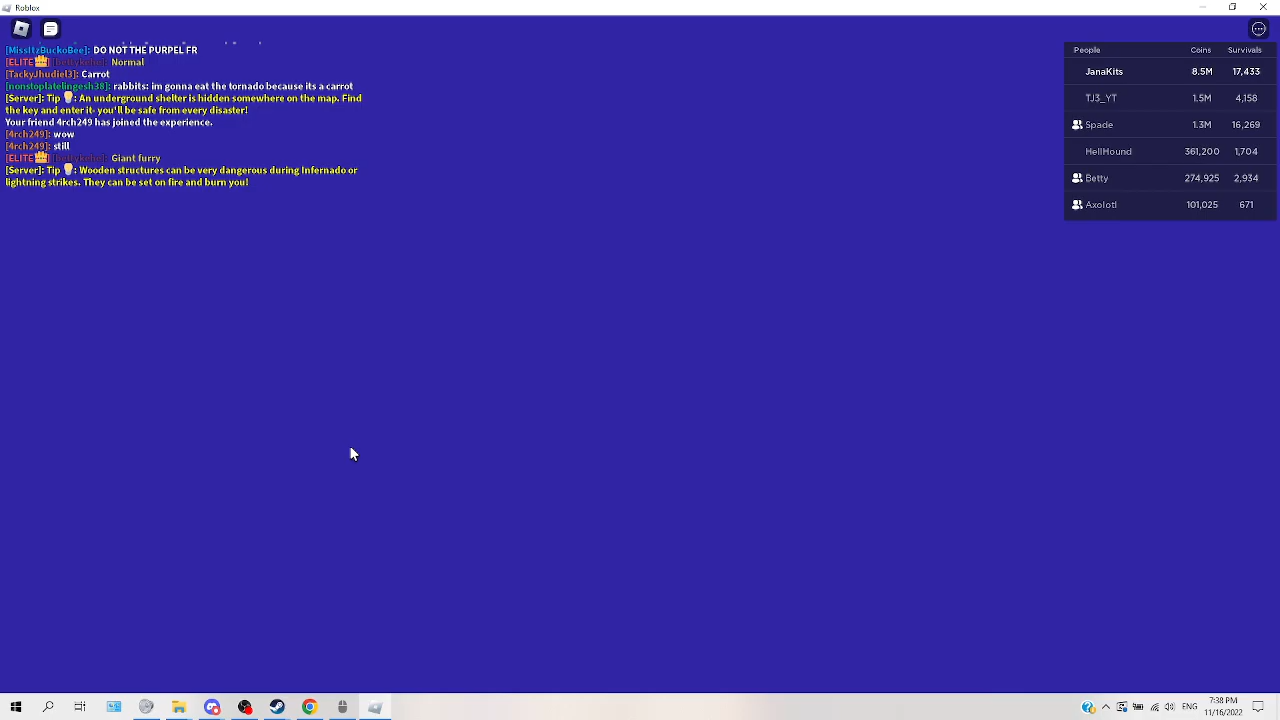 Roblox
[MissItzBuckoBee]: DO NOT THE PURPEL FR
[ELITE] [bettykehe]: Normal
[TackyJhudiel3]: Carrot
[nonstoplatelingesh38]: rabbits: im gonna eat the tornado because its a carrot
[Server]: Tip: An underground shelter is hidden somewhere on the map. Find
the key and enter it- you'll be safe from every disaster!
Your friend 4rch249 has joined the experience.
[4rch249]: wow
[4rch249]: still
[ELITE] [bettykehe]: Giant furry
[Server]: Tip: Wooden structures can be very dangerous during Infernado or
lightning strikes. They can be set on fire and burn you!
People Coins Survivals
JanaKits 8.5M 17,433
TJ3_YT 1.5M 4,158
Spade 1.3M 16,269
HellHound 361,200 1,704
Betty 274,925 2,934
Axolotl 101,025 671
ENG
7:38 PM
11/16/2022